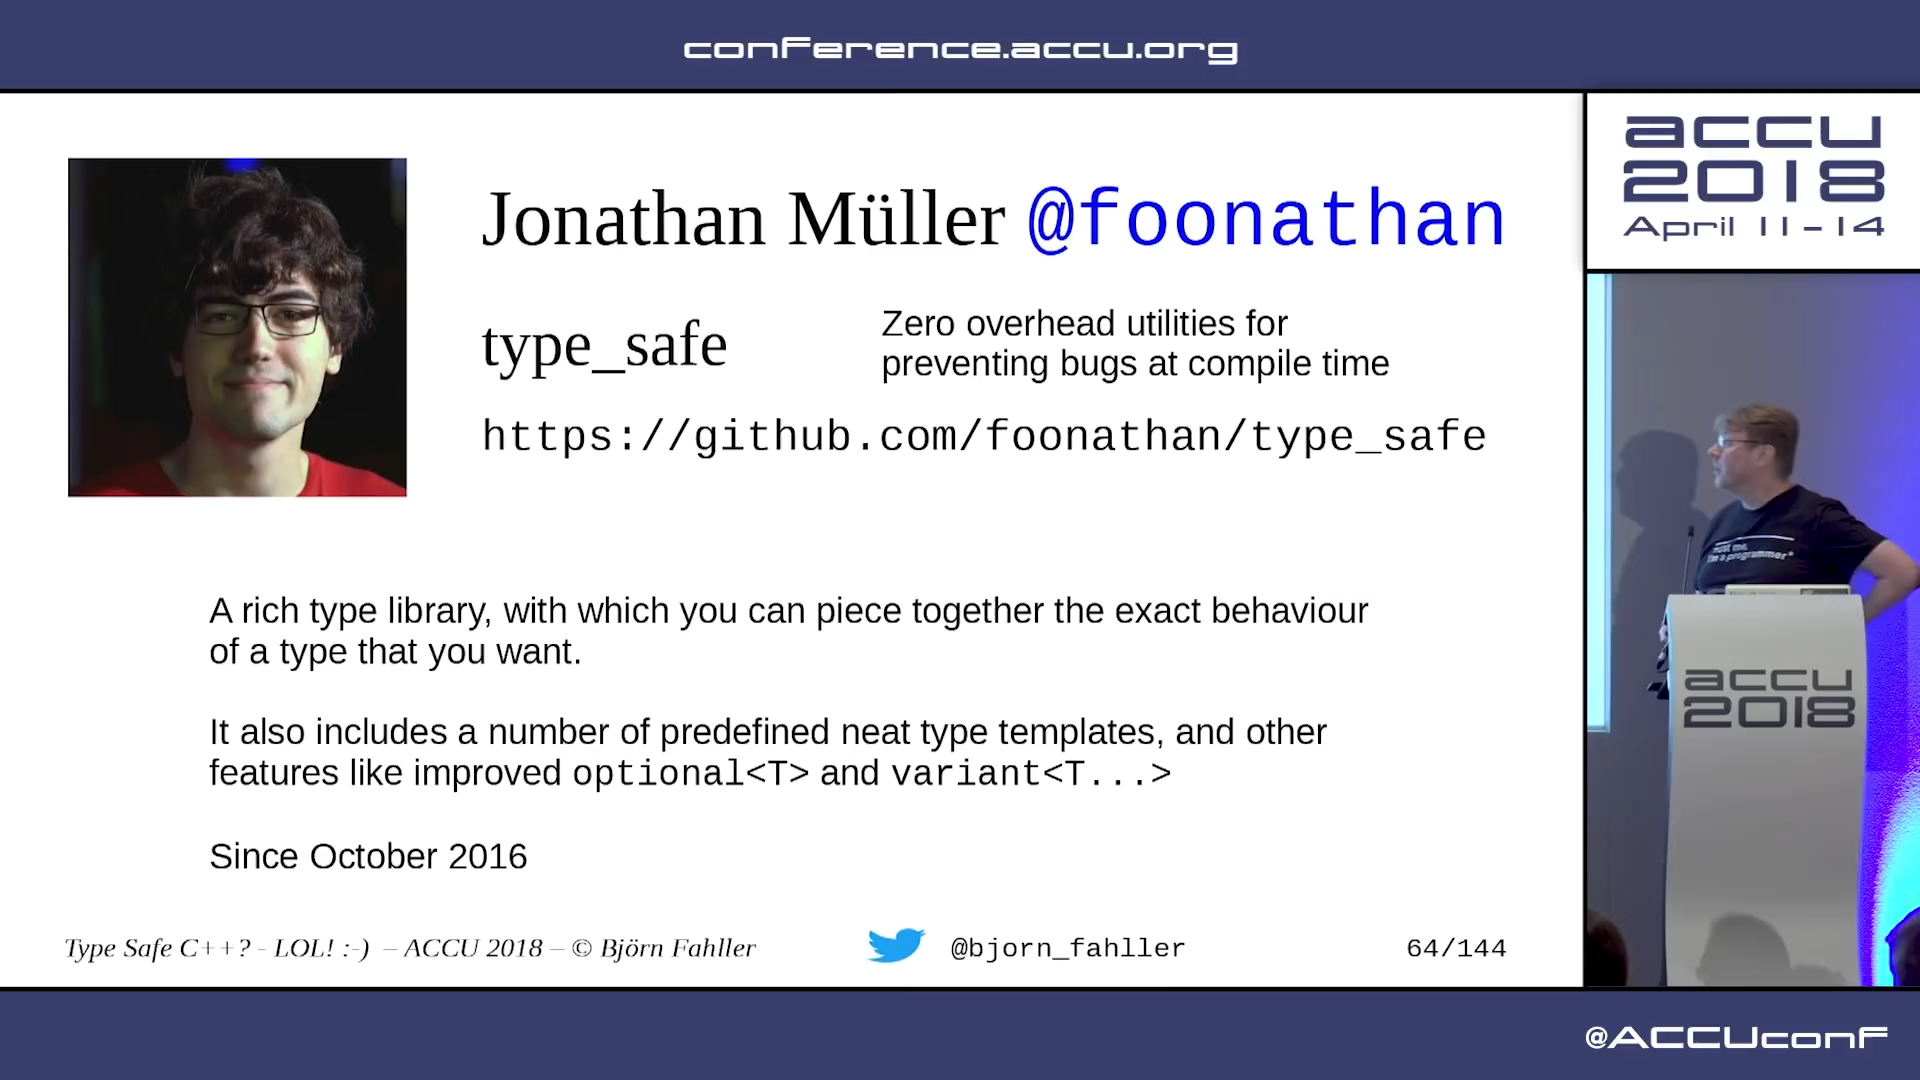 conference.accu.org
accu
2018
April 11-14
Jonathan Müller @foonathan
type_safe
Zero overhead utilities for
preventing bugs at compile time
https://github.com/foonathan/type_safe
A rich type library, with which you can piece together the exact behaviour
of a type that you want.
It also includes a number of predefined neat type templates, and other
features like improved optional<T> and variant<T...>
Since October 2016
Type Safe C++? - LOL! :-) – ACCU 2018 – © Björn Fahller
@bjorn_fahller
64/144
I'm a programmer
accu
2018
@ACCUconf